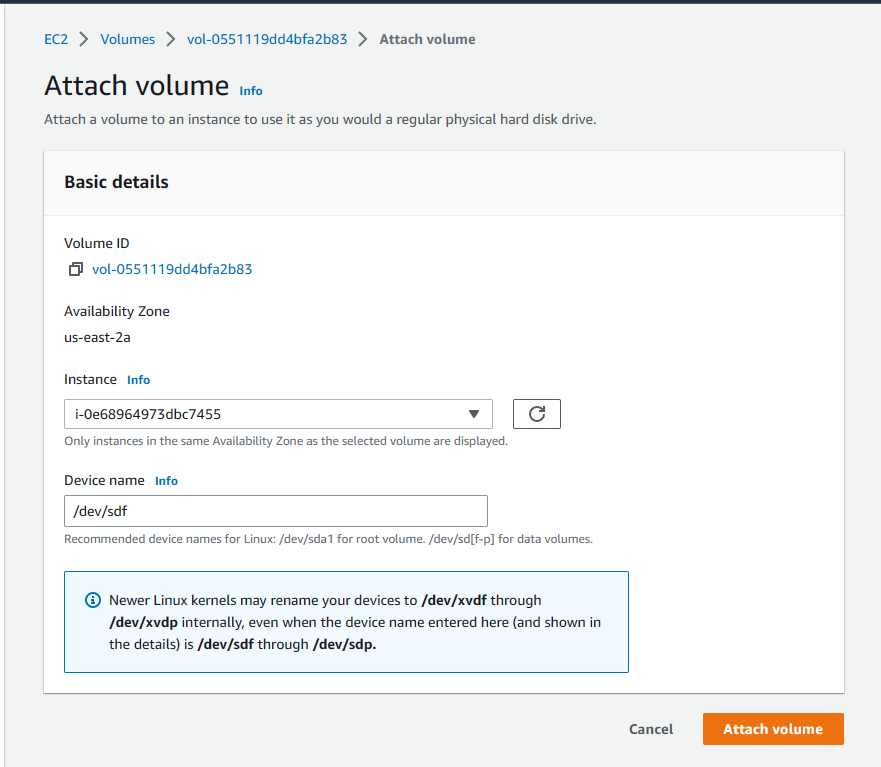 EC2 > Volumes > vol-0551119dd4bfa2b83 > Attach volume
Attach volume Info
Attach a volume to an instance to use it as you would a regular physical hard disk drive.
Basic details
Volume ID
vol-0551119dd4bfa2b83
Availability Zone
us-east-2a
Instance Info
i-0e68964973dbc7455
Only instances in the same Availability Zone as the selected volume are displayed.
Device name Info
/dev/sdf
Recommended device names for Linux: /dev/sda1 for root volume. /dev/sd[f-p] for data volumes.
Newer Linux kernels may rename your devices to /dev/xvdf through
/dev/xvdp internally, even when the device name entered here (and shown in
the details) is /dev/sdf through /dev/sdp.
Cancel Attach volume